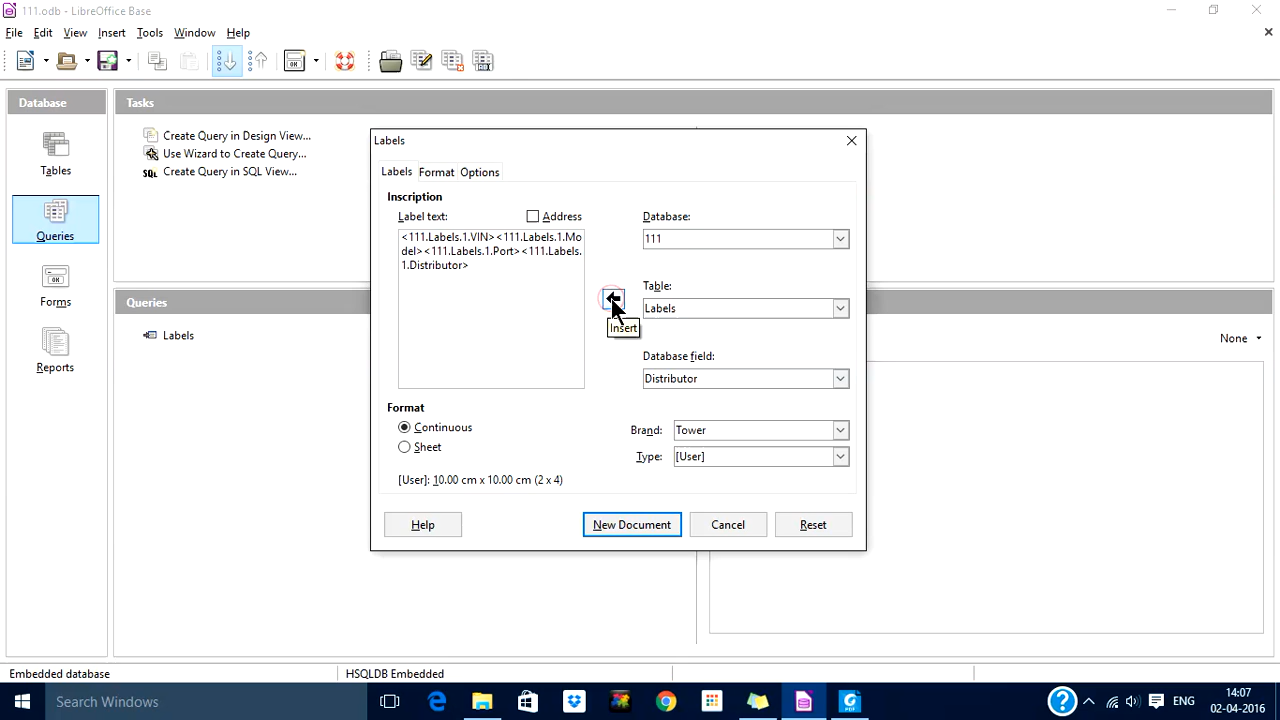 111.odb - LibreOffice Base
File Edit View Insert Tools Window Help
Database
Tasks
Tables
Queries
Forms
Reports
Create Query in Design View...
Use Wizard to Create Query...
SQL Create Query in SQL View...
Queries
Labels
None
Labels
Labels Format Options
Inscription
Label text:
Address
<111.Labels.1.VIN><111.Labels.1.Mo
del><111.Labels.1.Port><111.Labels.
1.Distributor>
Insert
Database:
111
Table:
Labels
Database field:
Distributor
Format
Continuous
Sheet
Brand: Tower
Type: [User]
[User]: 10.00 cm x 10.00 cm (2 x 4)
Help New Document Cancel Reset
Embedded database HSQLDB Embedded
Search Windows
ENG
14:07
02-04-2016